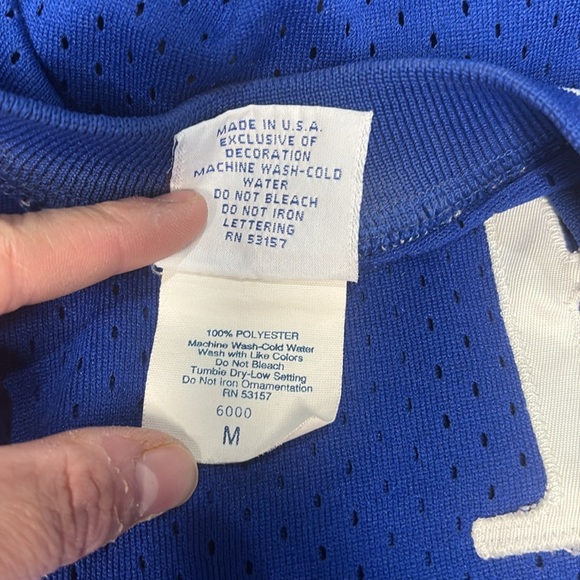 MADE IN U.S.A.
EXCLUSIVE OF
DECORATION
MACHINE WASH-COLD
WATER
DO NOT BLEACH
DO NOT IRON
LETTERING
RN 53157
100% POLYESTER
Machine Wash-Cold Water
Wash with Like Colors
Do Not Bleach
Tumble Dry-Low Setting
Do Not Iron Ornamentation
RN 53157
6000
M